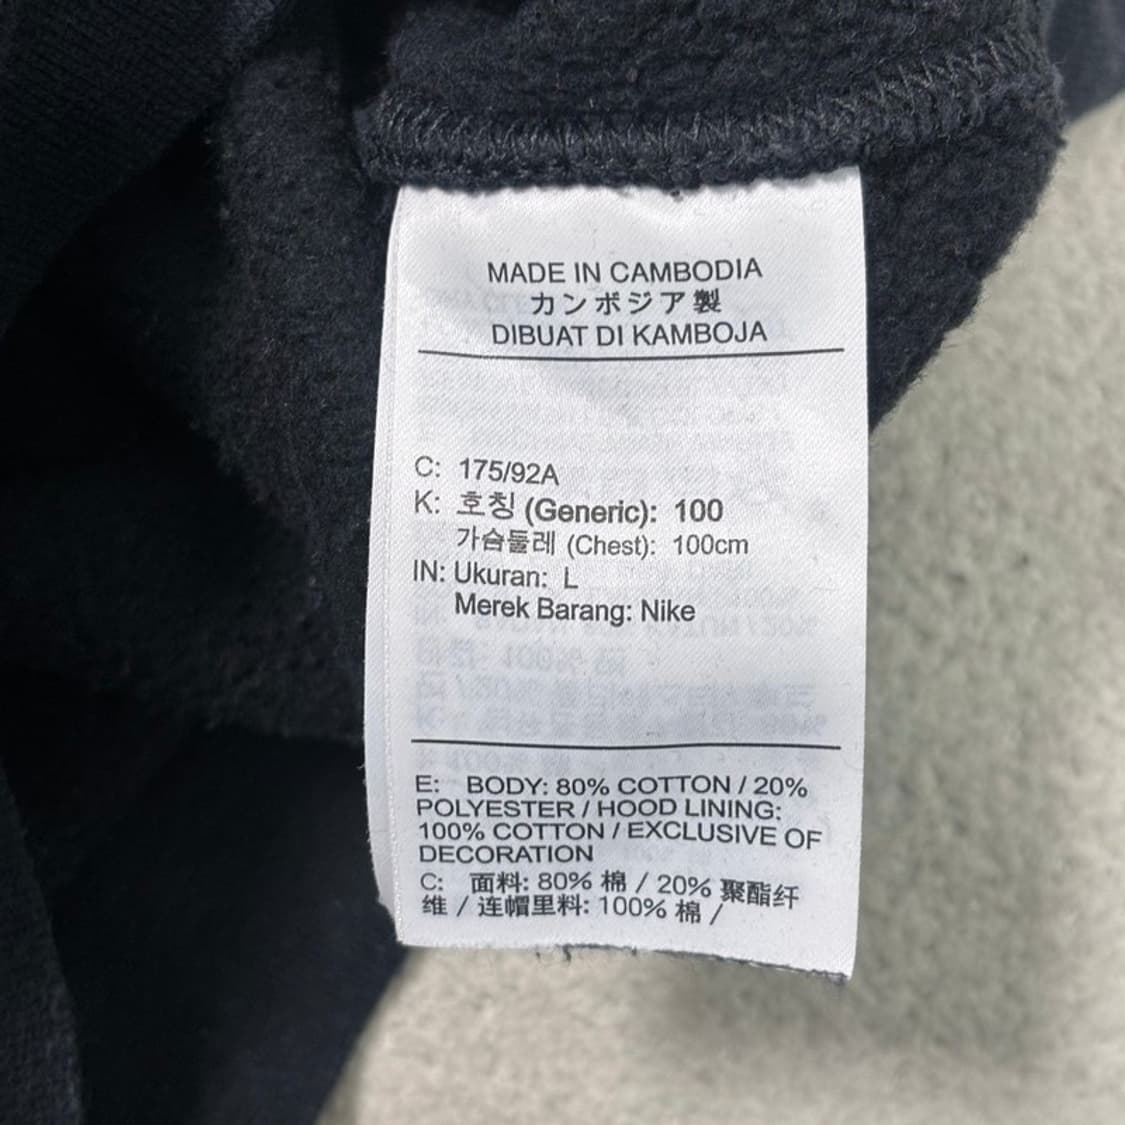 MADE IN CAMBODIA
カンボジア製
DIBUAT DI KAMBOJA
C: 175/92A
K: 호칭 (Generic): 100
가슴둘레 (Chest): 100cm
IN: Ukuran: L
Merek Barang: Nike
E: BODY: 80% COTTON / 20%
POLYESTER / HOOD LINING:
100% COTTON / EXCLUSIVE OF
DECORATION
C: 面料: 80% 棉 / 20% 聚酯纤
维 / 连帽里料: 100% 棉 /